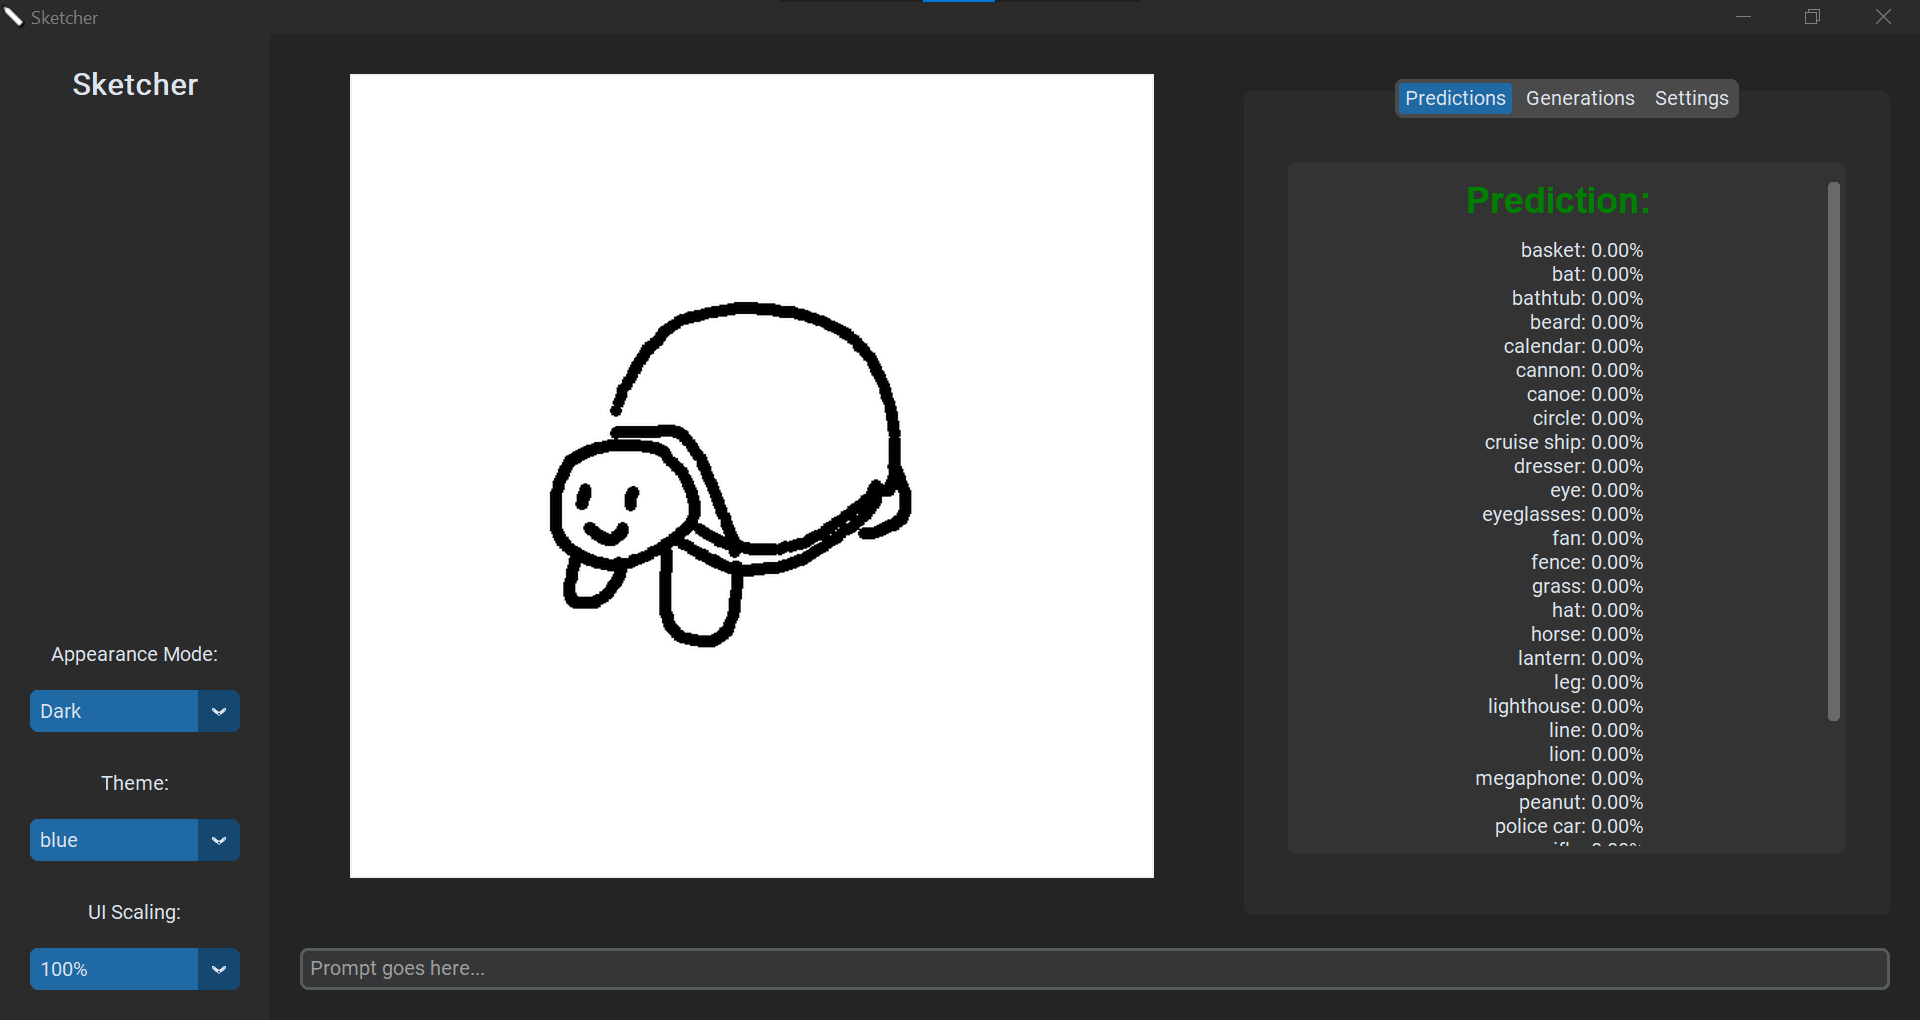 Sketcher
Sketcher
Appearance Mode:
Dark
Theme:
blue
UI Scaling:
100%
Predictions Generations Settings
Prediction:
basket: 0.00%
bat: 0.00%
bathtub: 0.00%
beard: 0.00%
calendar: 0.00%
cannon: 0.00%
canoe: 0.00%
circle: 0.00%
cruise ship: 0.00%
dresser: 0.00%
eye: 0.00%
eyeglasses: 0.00%
fan: 0.00%
fence: 0.00%
grass: 0.00%
hat: 0.00%
horse: 0.00%
lantern: 0.00%
leg: 0.00%
lighthouse: 0.00%
line: 0.00%
lion: 0.00%
megaphone: 0.00%
peanut: 0.00%
police car: 0.00%
Prompt goes here...